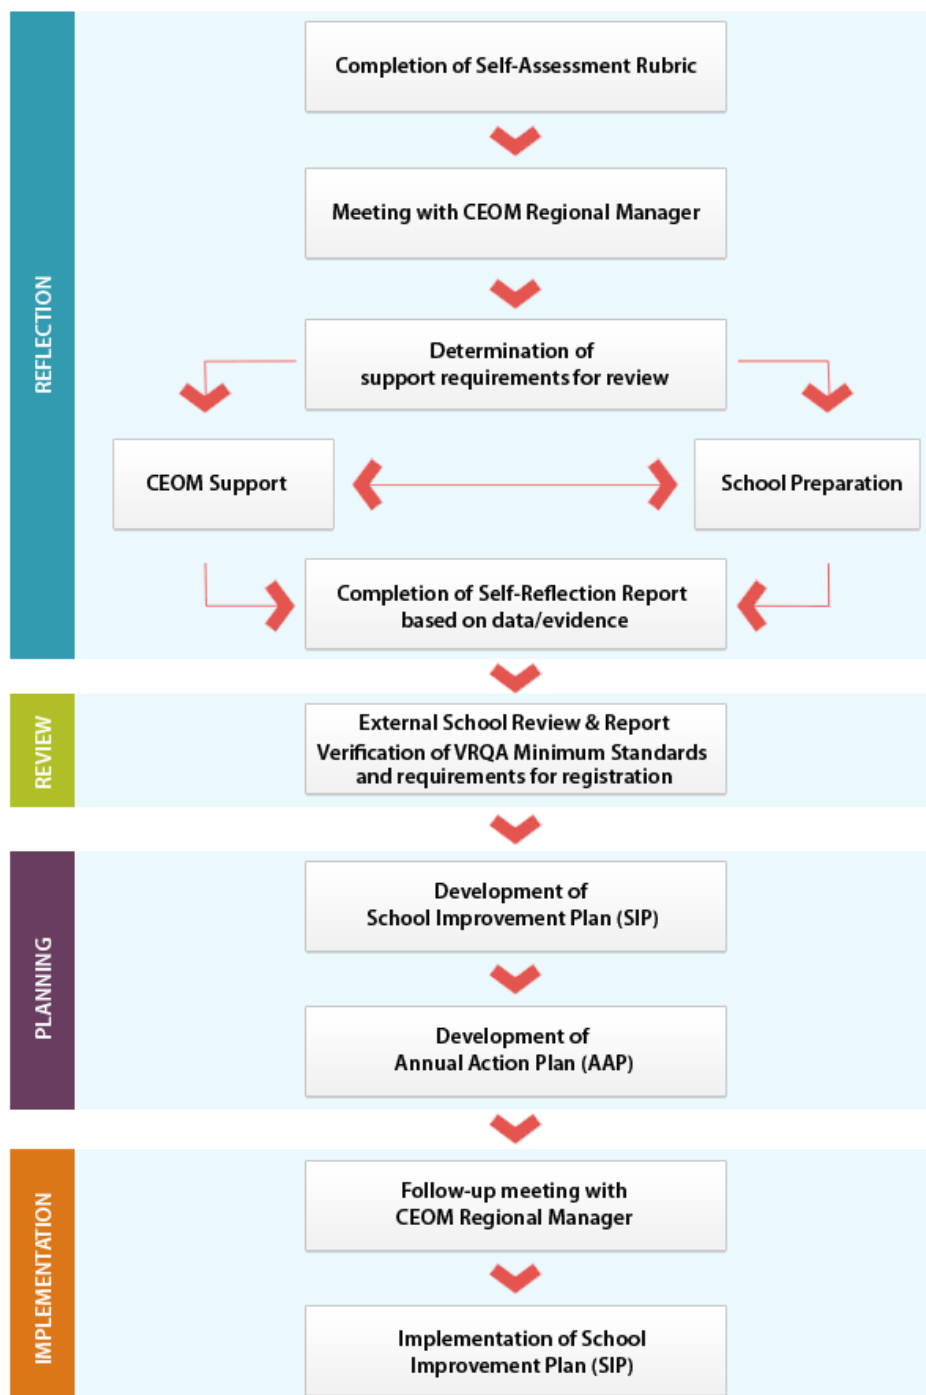 REFLECTION
Completion of Self-Assessment Rubric
Meeting with CEOM Regional Manager
Determination of
support requirements for review
CEOM Support
School Preparation
Completion of Self-Reflection Report
based on data/evidence
REVIEW
External School Review & Report
Verification of VRQA Minimum Standards
and requirements for registration
PLANNING
Development of
School Improvement Plan (SIP)
Development of
Annual Action Plan (AAP)
IMPLEMENTATION
Follow-up meeting with
CEOM Regional Manager
Implementation of School
Improvement Plan (SIP)